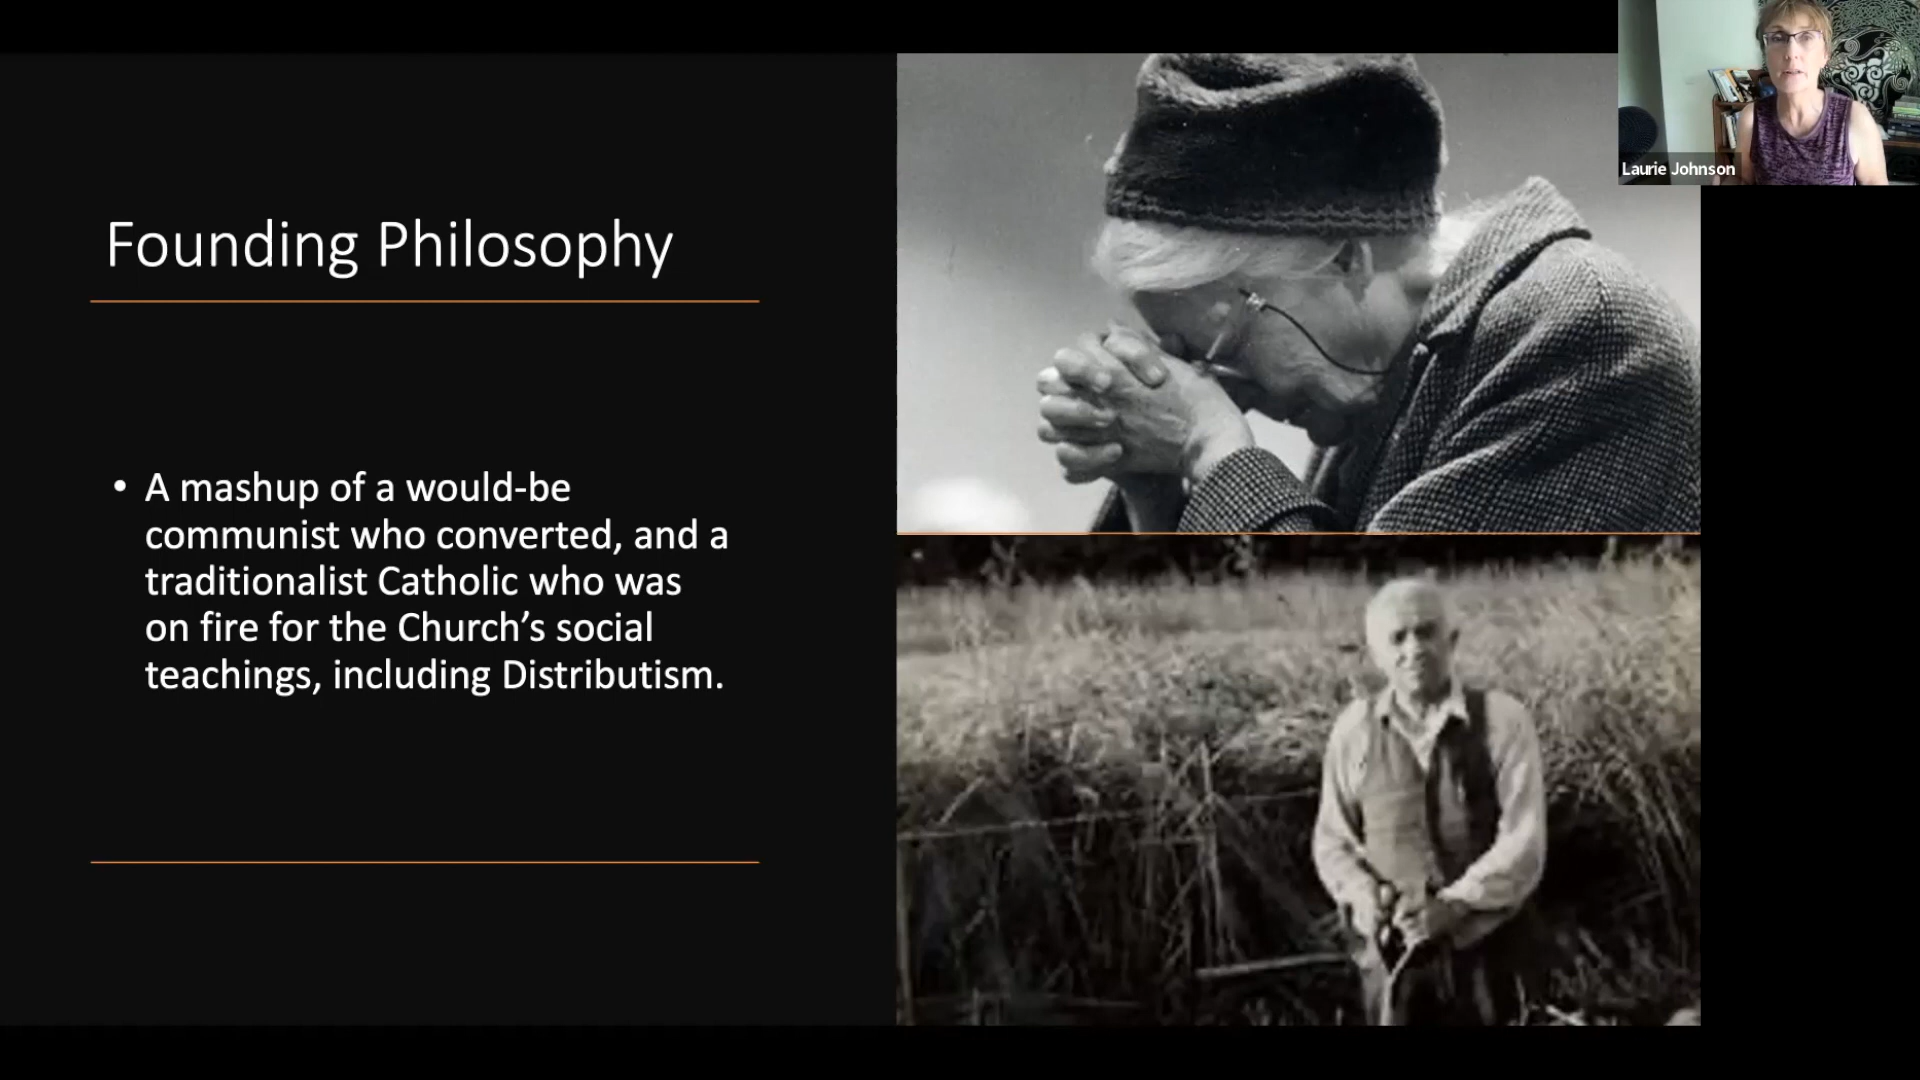 Founding Philosophy
• A mashup of a would-be
communist who converted, and a
traditionalist Catholic who was
on fire for the Church’s social
teachings, including Distributism.
Laurie Johnson